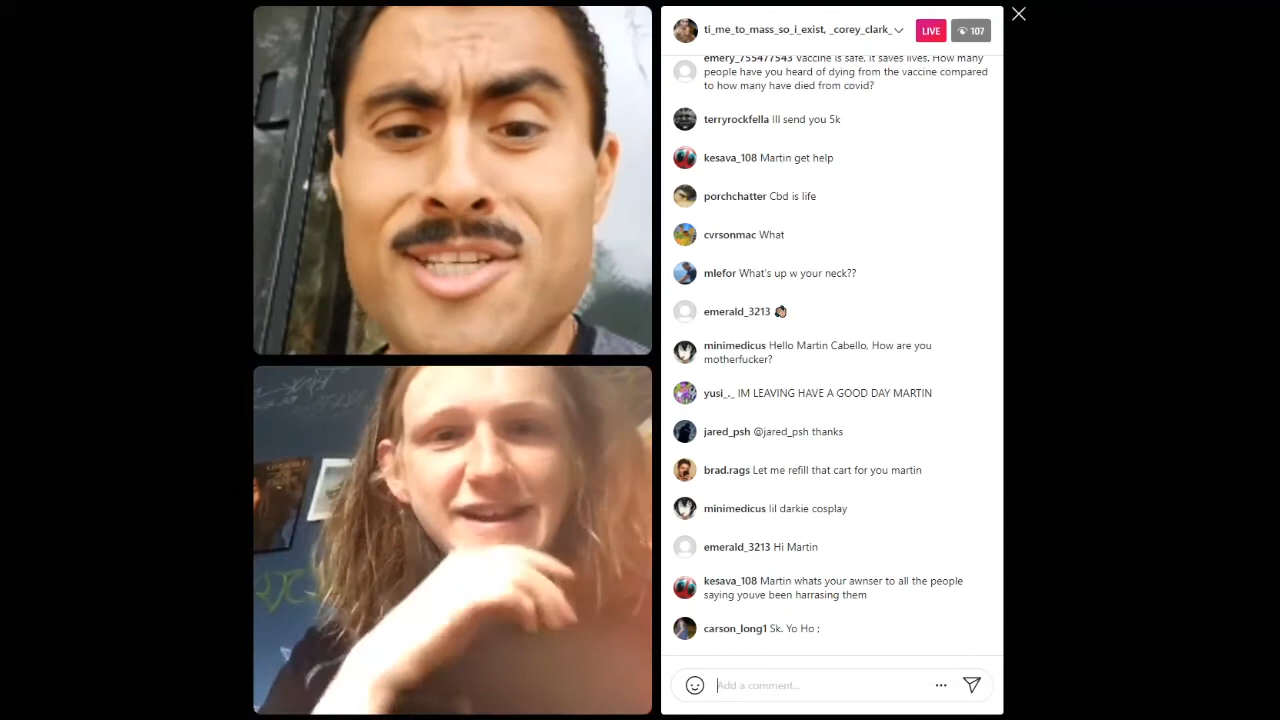 ti_me_to_mass_so_i_exist, _corey_clark_
LIVE
107
emery_755477543 Vaccine is safe, it saves lives. How many
people have you heard of dying from the vaccine compared
to how many have died from covid?
terryrockfella Ill send you 5k
kesava_108 Martin get help
porchchatter Cbd is life
cvrsonmac What
mlefor What's up w your neck??
emerald_3213 👏🏼
minimedicus Hello Martin Cabello, How are you
motherfucker?
yusi_._ IM LEAVING HAVE A GOOD DAY MARTIN
jared_psh @jared_psh thanks
brad.rags Let me refill that cart for you martin
minimedicus lil darkie cosplay
emerald_3213 Hi Martin
kesava_108 Martin whats your awnser to all the people
saying youve been harrasing them
carson_long1 Sk. Yo Ho ;
Add a comment...